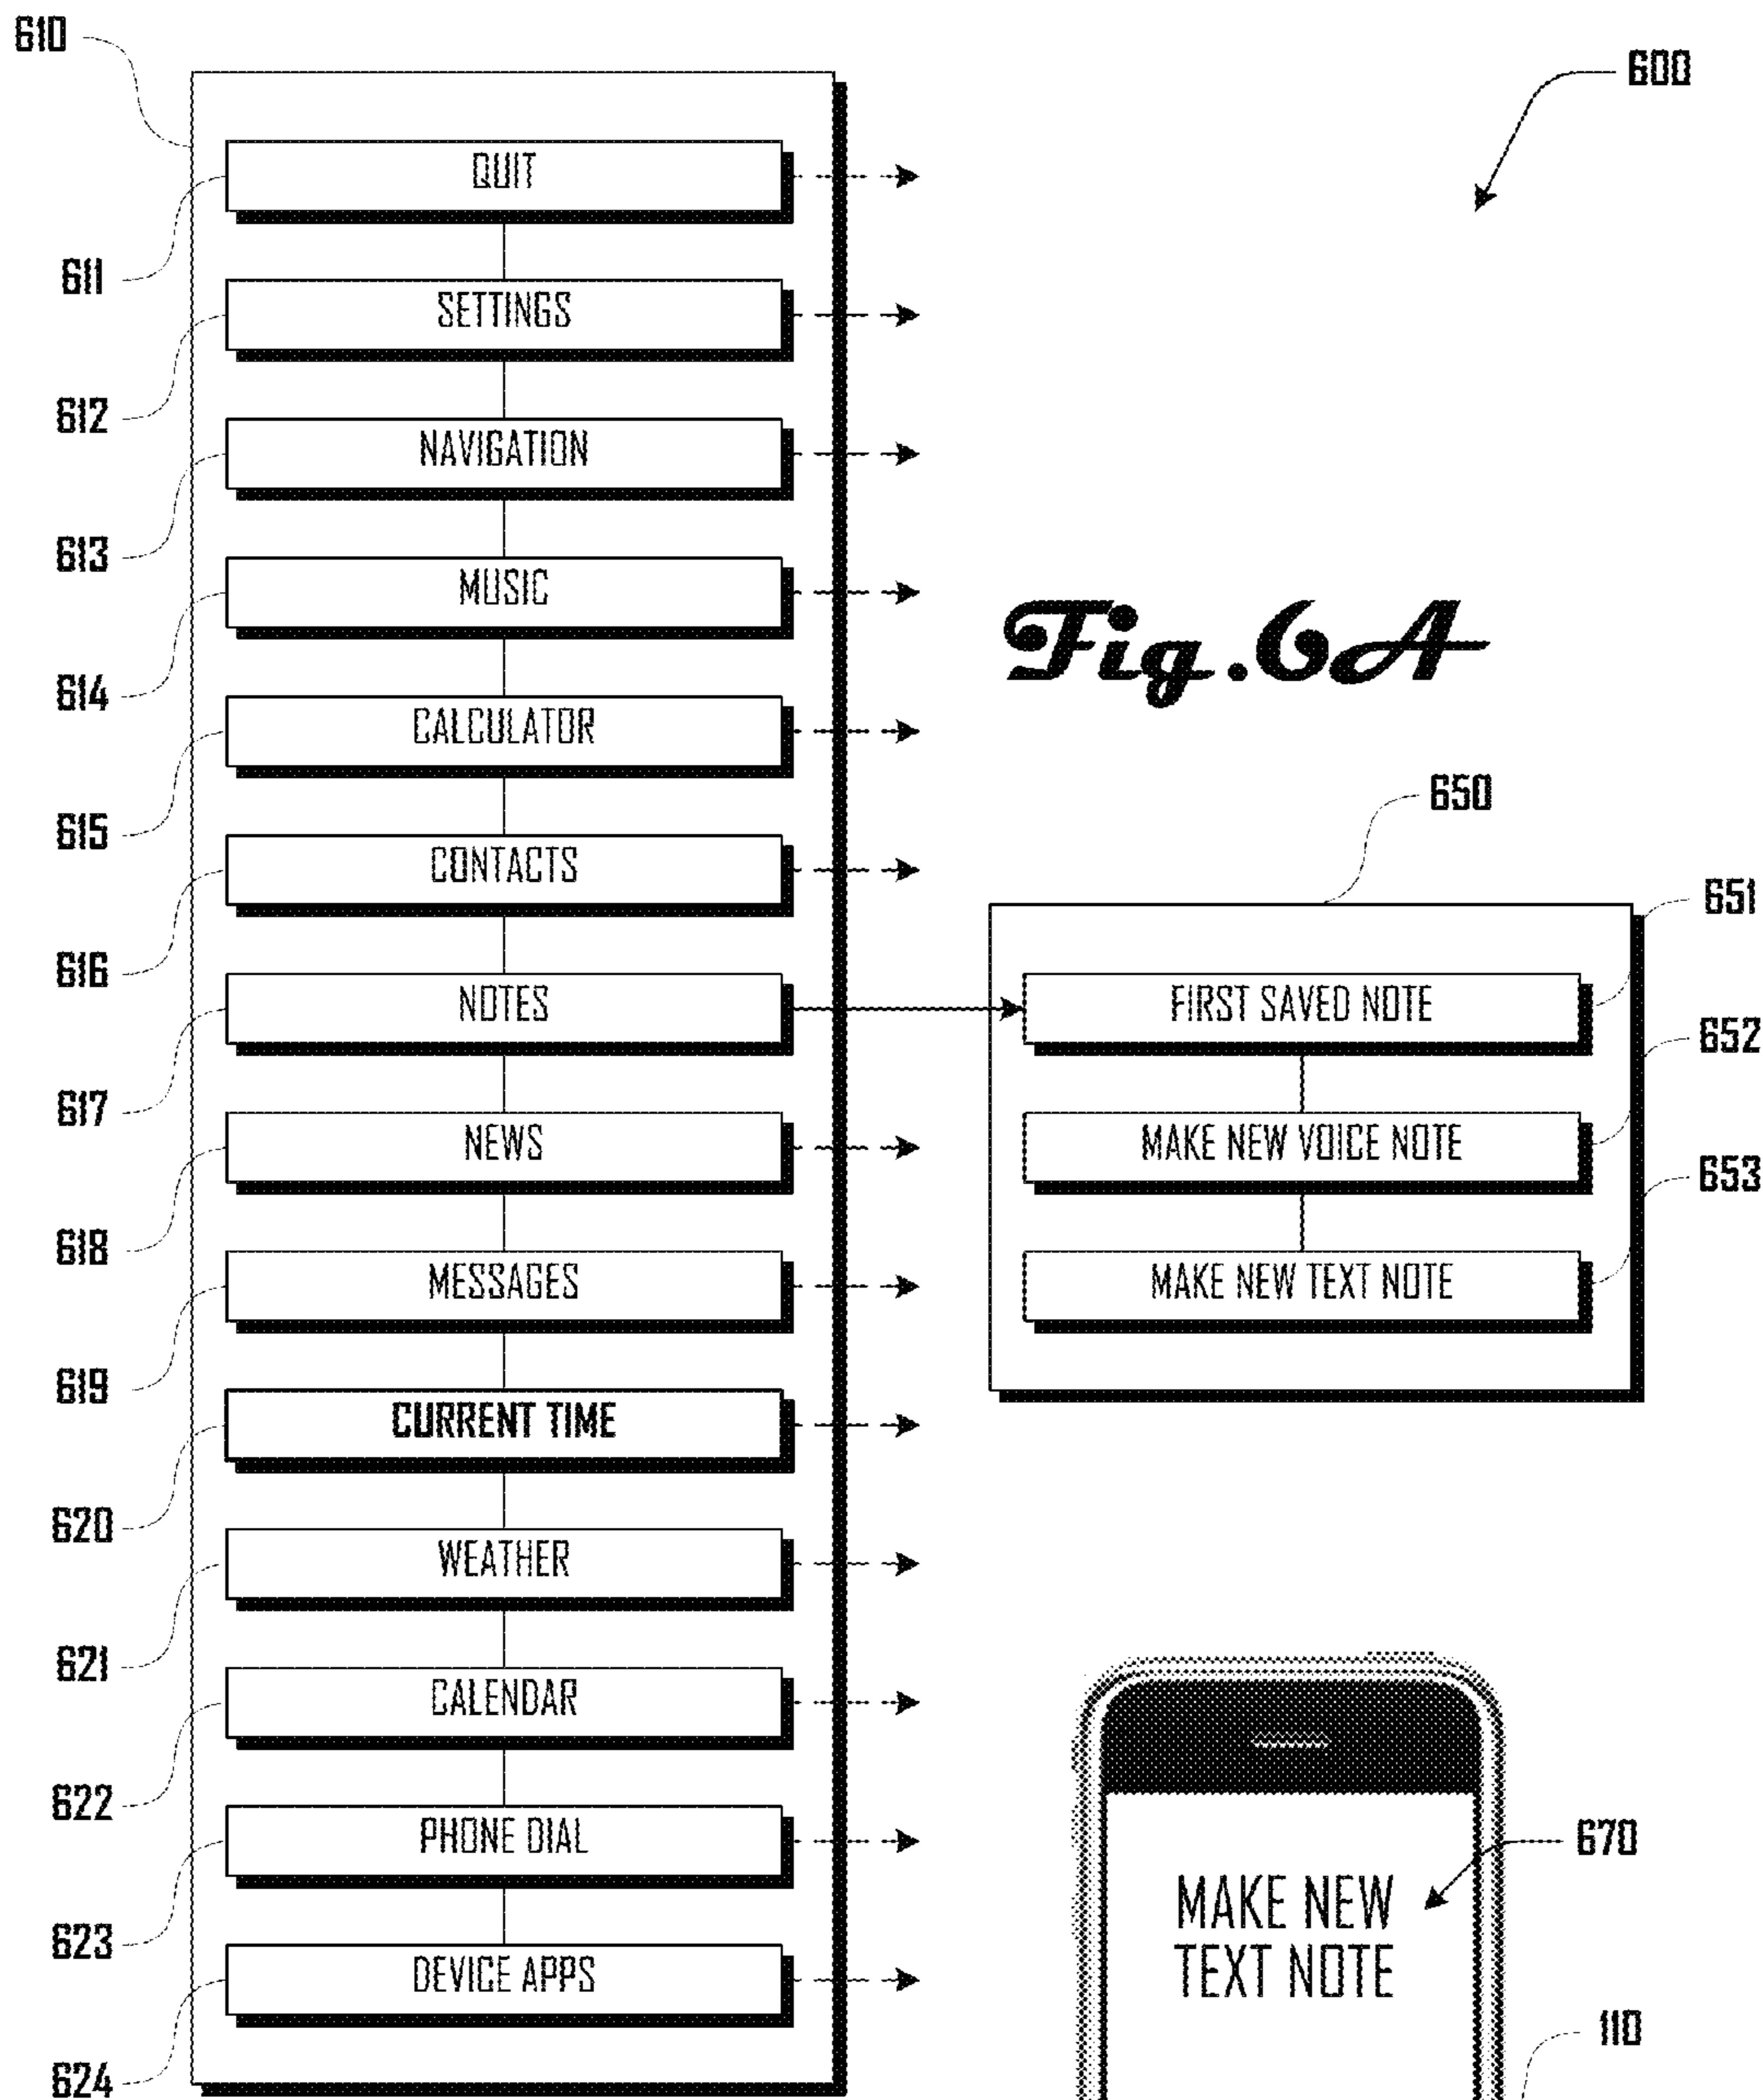 610
600
QUIT
611
SETTINGS
612
NAVIGATION
613
MUSIC
614
Fig. 6A
CALCULATOR
615
650
CONTACTS
616
651
NOTES
FIRST SAVED NOTE
617
652
NEWS
MAKE NEW VOICE NOTE
618
653
MESSAGES
MAKE NEW TEXT NOTE
619
CURRENT TIME
620
WEATHER
621
CALENDAR
622
PHONE DIAL
670
623
MAKE NEW
TEXT NOTE
DEVICE APPS
624
110